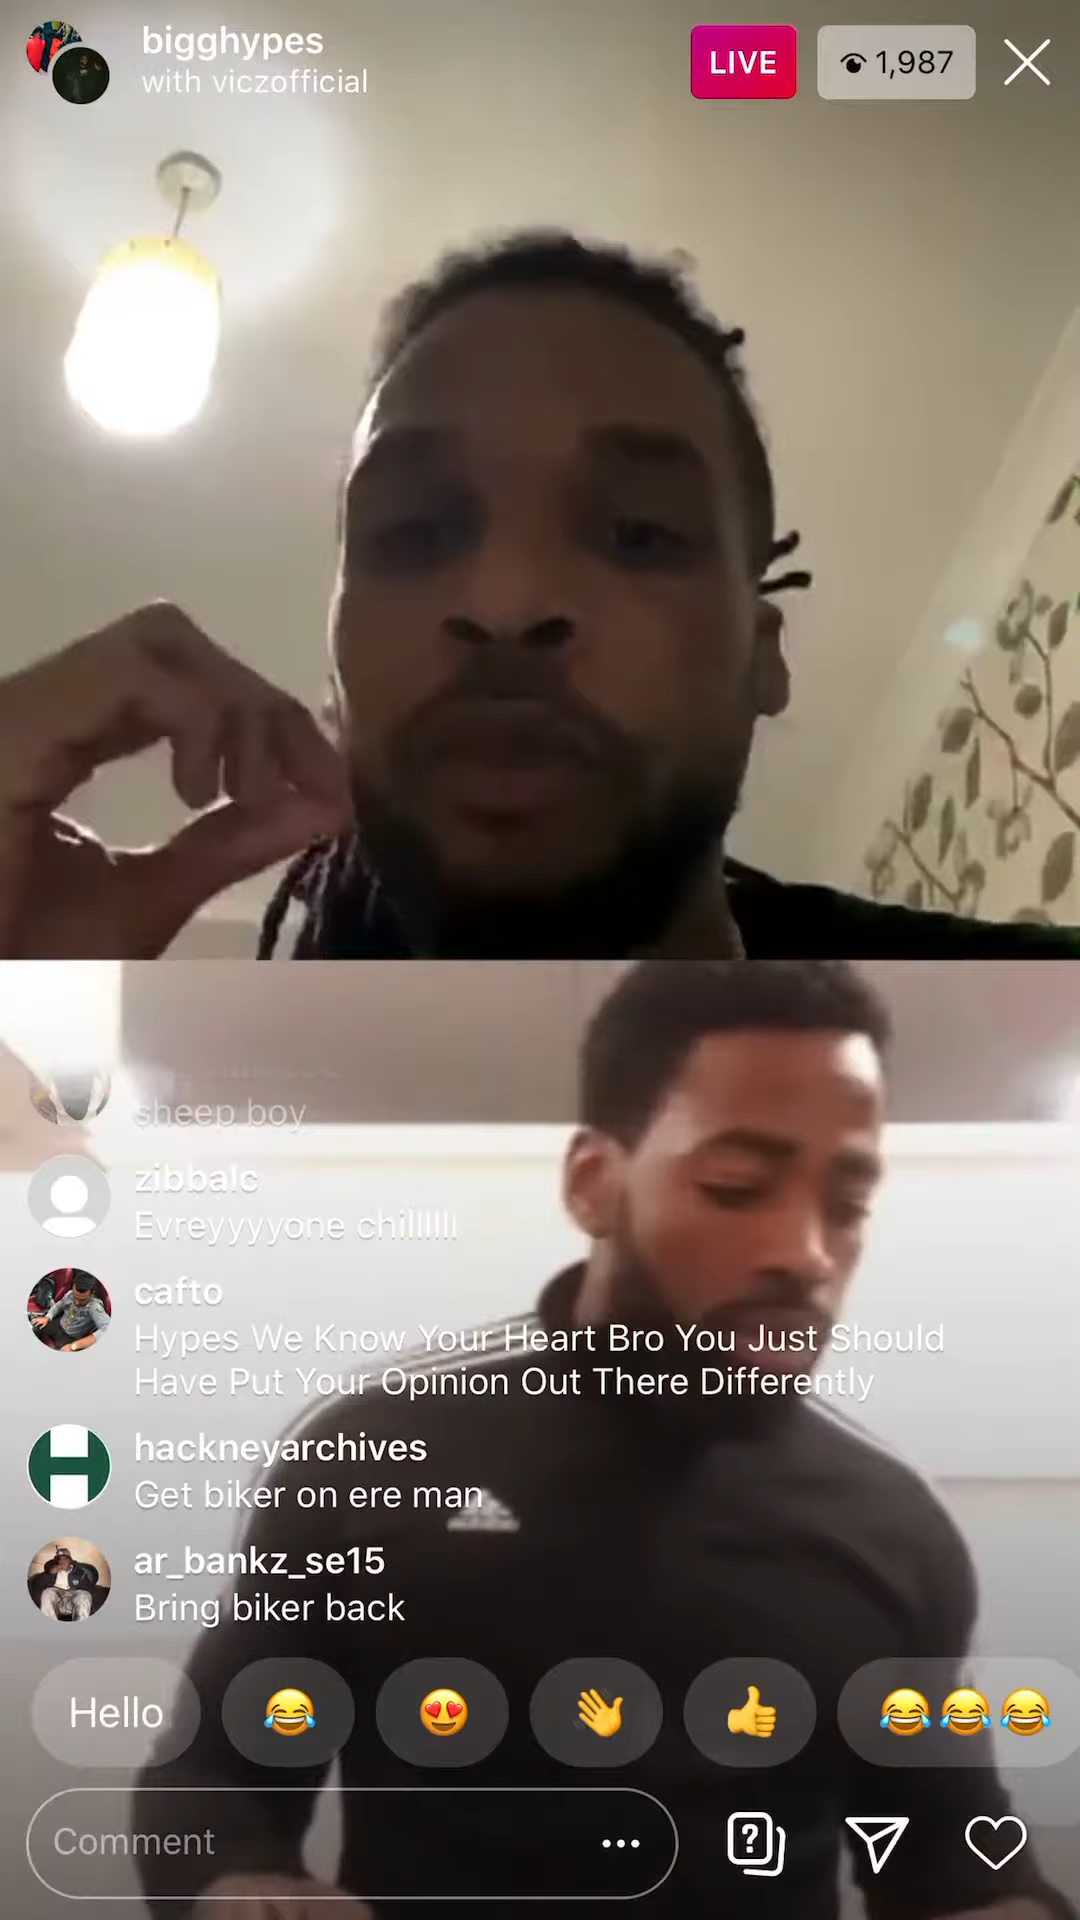 bigghypes
with viczofficial
LIVE
1,987
sheep boy
zibbalc
Evreyyyyone chillllll
cafto
Hypes We Know Your Heart Bro You Just Should
Have Put Your Opinion Out There Differently
hackneyarchives
Get biker on ere man
ar_bankz_se15
Bring biker back
Hello
Comment